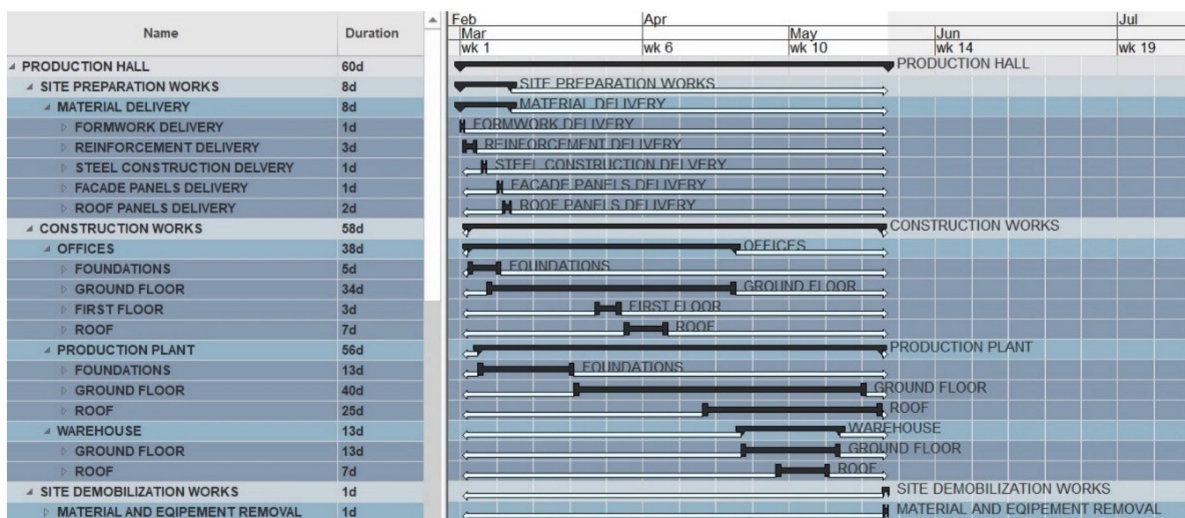 Name Duration Feb Apr Jul
Mar May Jun
wk 1 wk 6 wk 10 wk 14 wk 19
PRODUCTION HALL 60d PRODUCTION HALL
SITE PREPARATION WORKS 8d SITE PREPARATION WORKS
MATERIAL DELIVERY 8d MATERIAL DELIVERY
FORMWORK DELIVERY 1d FORMWORK DELIVERY
REINFORCEMENT DELIVERY 3d REINFORCEMENT DELIVERY
STEEL CONSTRUCTION DELVERY 1d STEEL CONSTRUCTION DELVERY
FACADE PANELS DELIVERY 1d FACADE PANELS DELIVERY
ROOF PANELS DELIVERY 2d ROOF PANELS DELIVERY
CONSTRUCTION WORKS 58d CONSTRUCTION WORKS
OFFICES 38d OFFICES
FOUNDATIONS 5d FOUNDATIONS
GROUND FLOOR 34d GROUND FLOOR
FIRST FLOOR 3d FIRST FLOOR
ROOF 7d ROOF
PRODUCTION PLANT 56d PRODUCTION PLANT
FOUNDATIONS 13d FOUNDATIONS
GROUND FLOOR 40d GROUND FLOOR
ROOF 25d ROOF
WAREHOUSE 13d WAREHOUSE
GROUND FLOOR 13d GROUND FLOOR
ROOF 7d ROOF
SITE DEMOBILIZATION WORKS 1d SITE DEMOBILIZATION WORKS
MATERIAL AND EQIPEMENT REMOVAL 1d MATERIAL AND EQIPEMENT REMOVAL